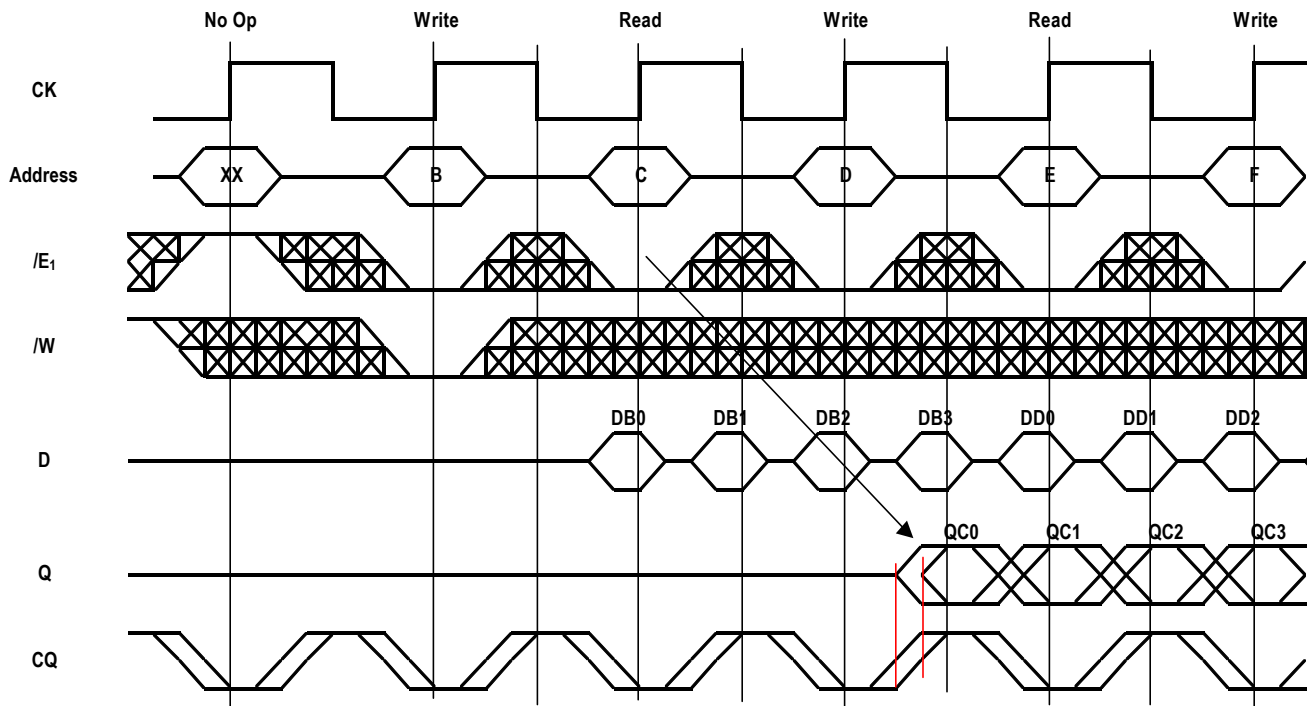 No Op Write Read Write Read Write
CK
Address XX B C D E F
/E1
/W
DB0 DB1 DB2 DB3 DD0 DD1 DD2
D
QC0 QC1 QC2 QC3
Q
CQ